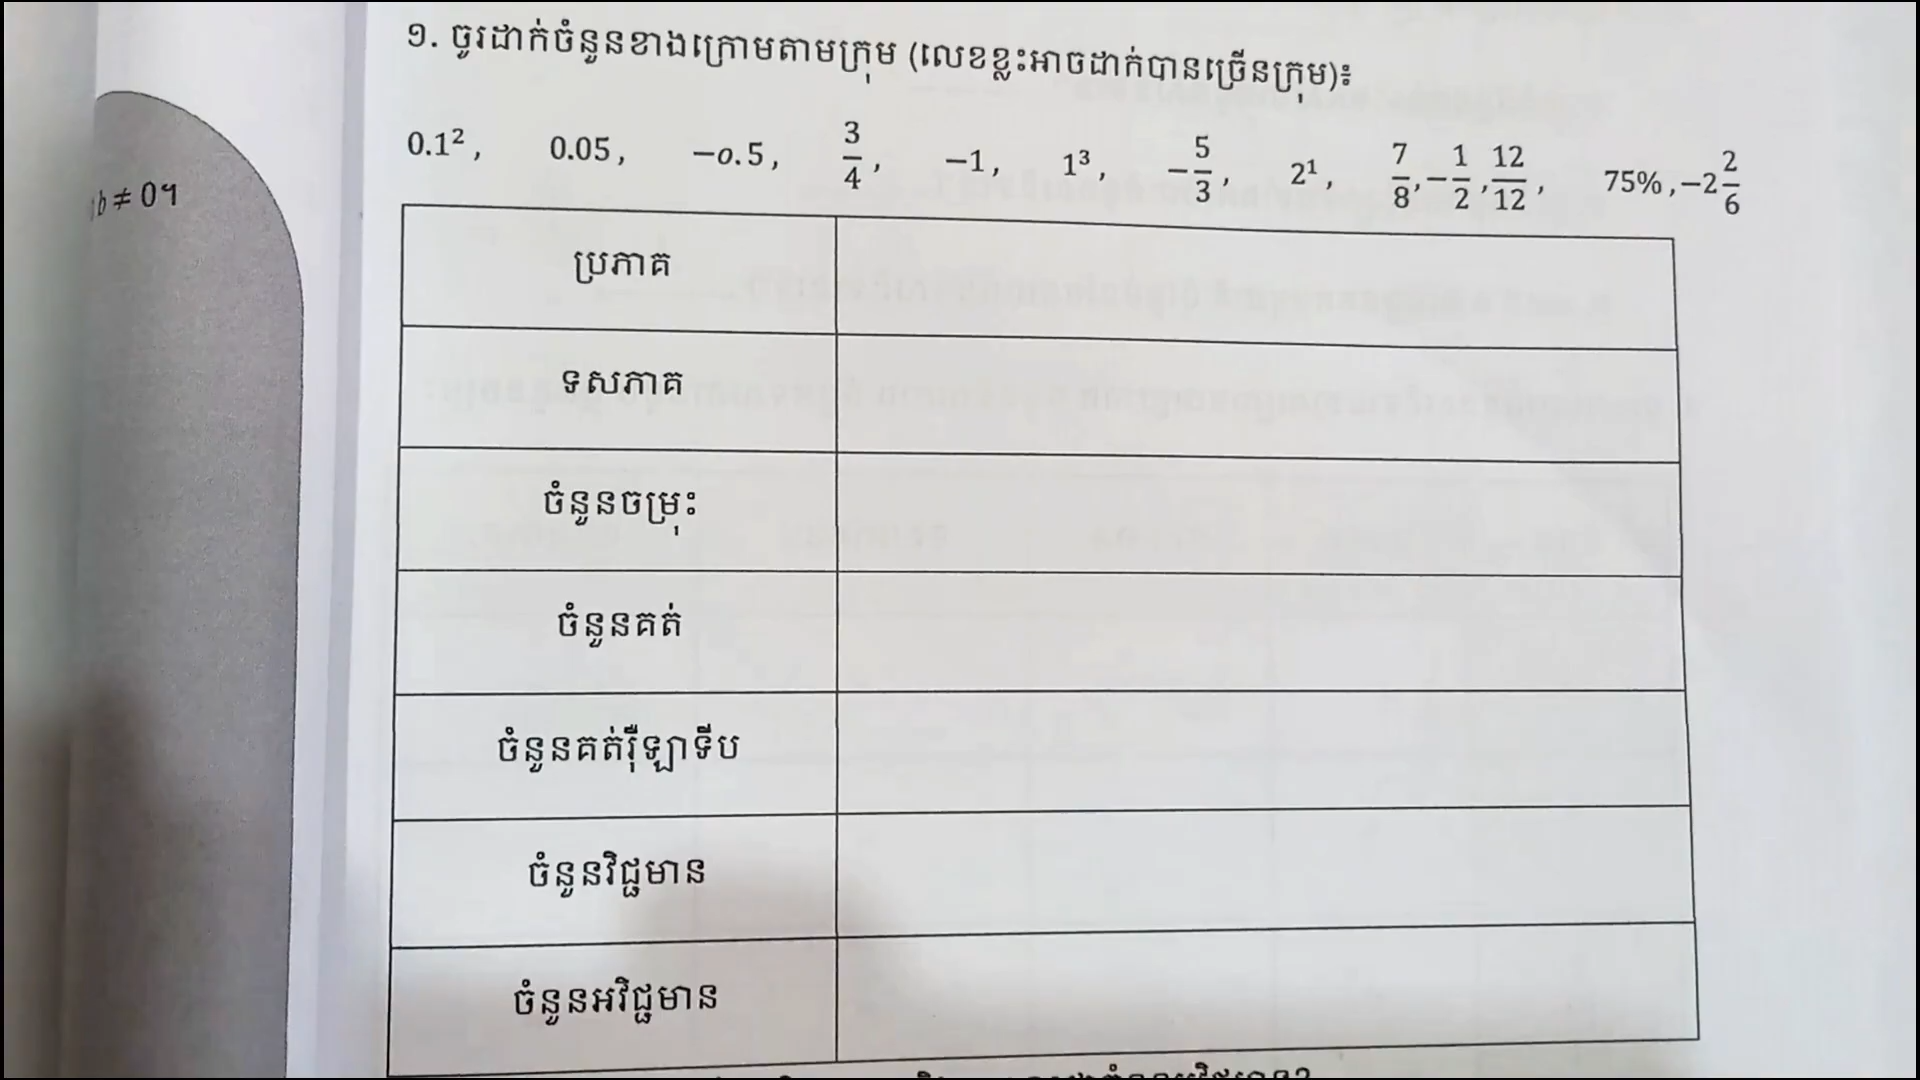 ១. ចូរដាក់ចំនួនខាងក្រោមតាមក្រុម (លេខខ្លះអាចដាក់បានច្រើនក្រុម)៖
0.1², 0.05, −o.5, 3/4, −1, 1³, −5/3, 2¹, 7/8, −1/2, 12/12, 75%, −2 2/6
b ≠ 0។
ប្រភាគ
ទសភាគ
ចំនួនចម្រុះ
ចំនួនគត់
ចំនួនគត់រ៉ឺឡាទីប
ចំនួនវិជ្ជមាន
ចំនួនអវិជ្ជមាន